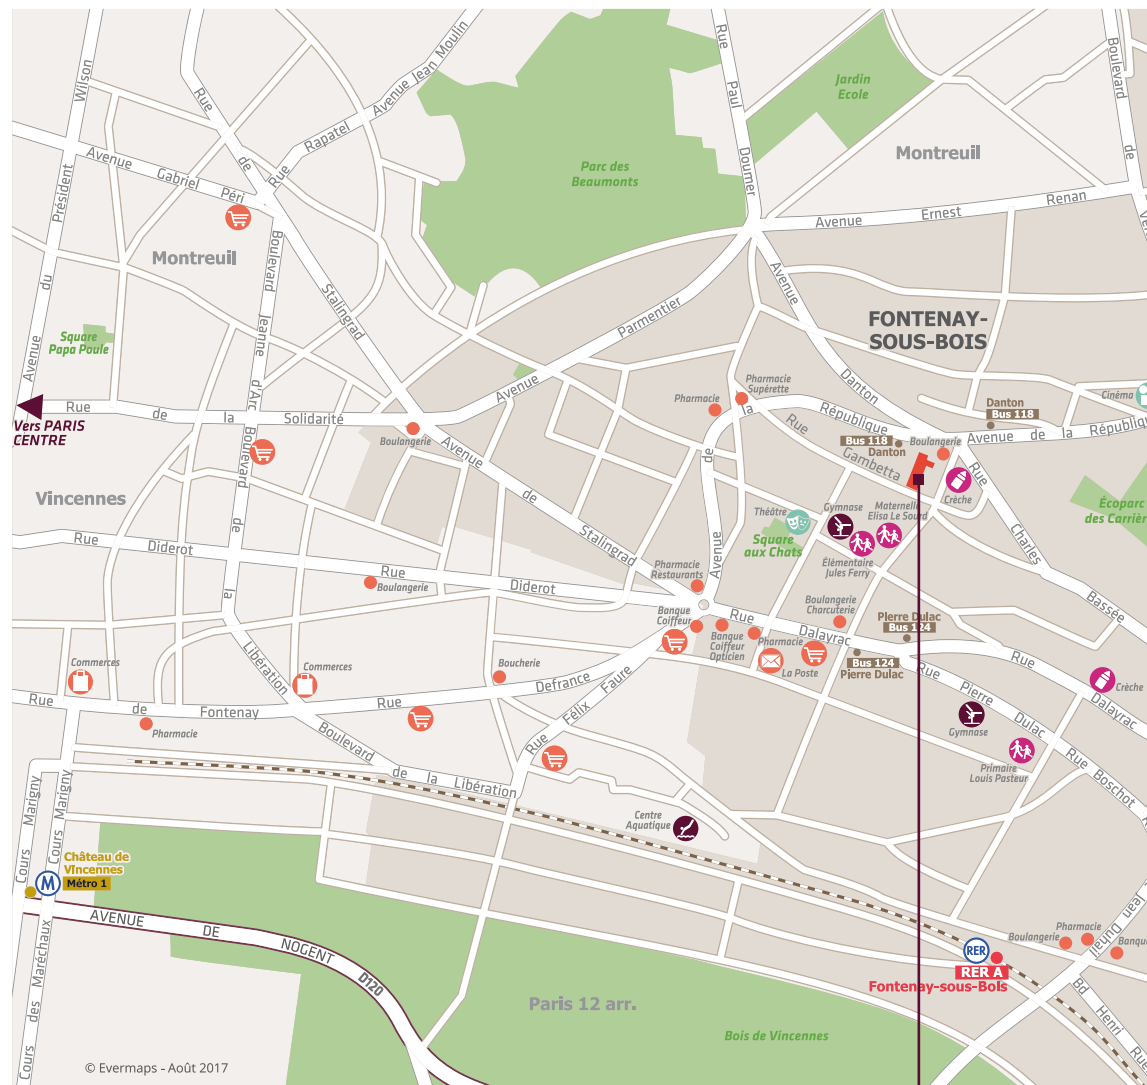 Wilson
Président
du
Avenue
Rue
de
Stalingrad
Avenue
Gabriel
Péri
Rue
Rapatel
Avenue Jean Moulin
Parc des
Beaumonts
Rue
Paul
Doumer
Jardin
Ecole
Montreuil
Boulevard
de
Avenue
Ernest
Renan
Montreuil
Boulevard
Jeanne
d'Arc
Square
Papa Poule
Avenue
Parmentier
Avenue
Danton
FONTENAY-
SOUS-BOIS
Vers PARIS
CENTRE
Rue
de
la
Solidarité
Boulangerie
Avenue
de
Stalingrad
Pharmacie
Supérette
Pharmacie
Avenue
de
la
République
Rue
Gambetta
Danton
Bus 118
Bus 118
Danton
Boulangerie
Avenue de la République
Cinéma
Crèche
Rue
Charles
Bassée
Écoparc
des Carrièr
Vincennes
Boulevard
de
la
Libération
Théâtre
Square
aux Chats
Gymnase
Maternelle
Elisa Le Sourd
Élémentaire
Jules Ferry
Rue
Diderot
Rue
Diderot
Boulangerie
Pharmacie
Restaurants
Banque
Coiffeur
Banque
Coiffeur
Opticien
Pharmacie
La Poste
Boulangerie
Charcuterie
Rue
Dalayrac
Pierre Dulac
Bus 124
Bus 124
Pierre Dulac
Rue
Dalayrac
Crèche
Rue
Pierre
Dulac
Gymnase
Primaire
Louis Pasteur
Rue
Boschot
Commerces
Commerces
Boucherie
Rue
de
Fontenay
Rue
Defrance
Rue
Félix
Faure
Pharmacie
Boulevard
de
la
Libération
Centre
Aquatique
Cours
Marigny
Cours
Marigny
Château de
Vincennes
M
Métro 1
AVENUE
DE
NOGENT
D120
Cours
des
Maréchaux
Boulangerie
Pharmacie
Banque
Jean
Duhail
RER
RER A
Fontenay-sous-Bois
Bd
Henri
Rue
Paris 12 arr.
Bois de Vincennes
© Evermaps - Août 2017